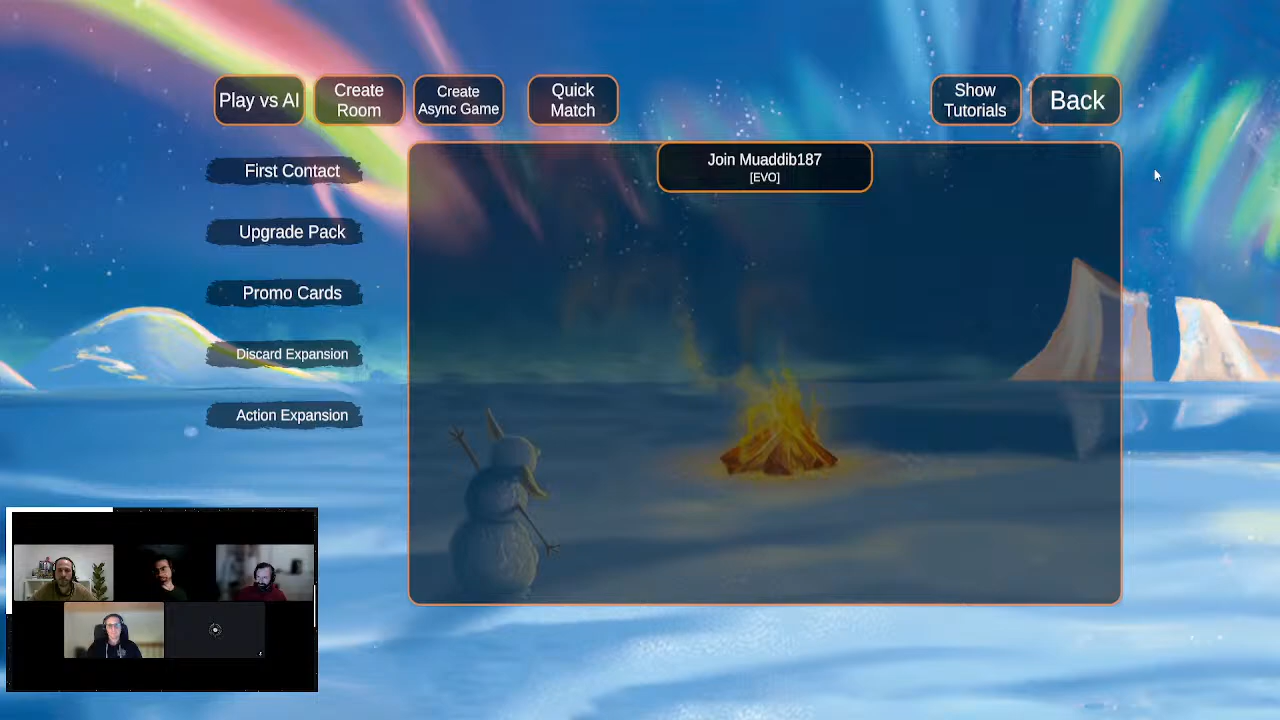 Play vs AI
Create
Room
Create
Async Game
Quick
Match
Show
Tutorials
Back
First Contact
Upgrade Pack
Promo Cards
Discard Expansion
Action Expansion
Join Muaddib187
[EVO]